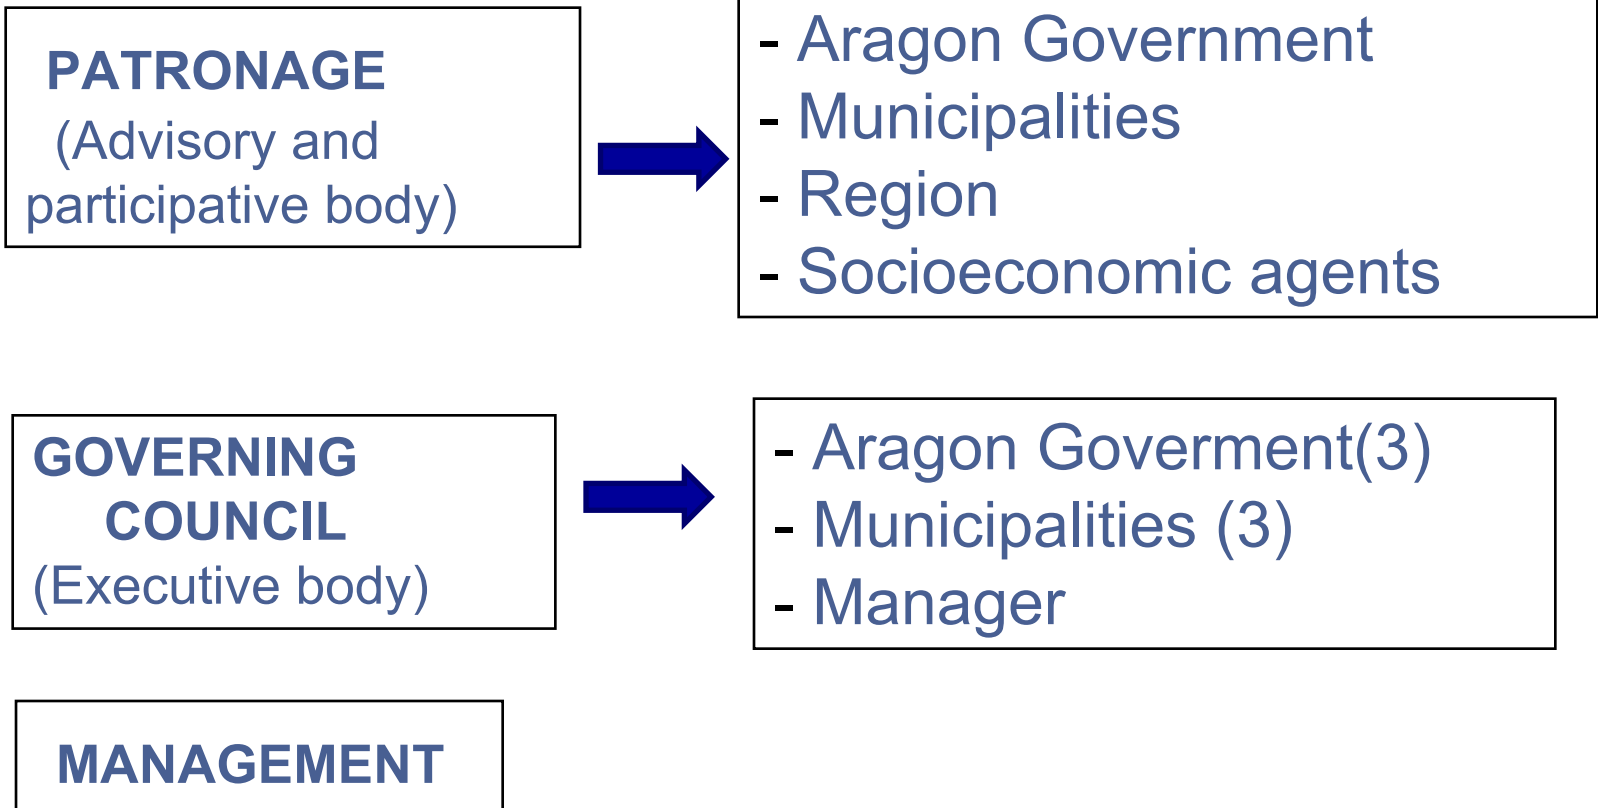 PATRONAGE
(Advisory and
participative body)
- Aragon Government
- Municipalities
- Region
- Socioeconomic agents
GOVERNING
COUNCIL
(Executive body)
- Aragon Goverment(3)
- Municipalities (3)
- Manager
MANAGEMENT